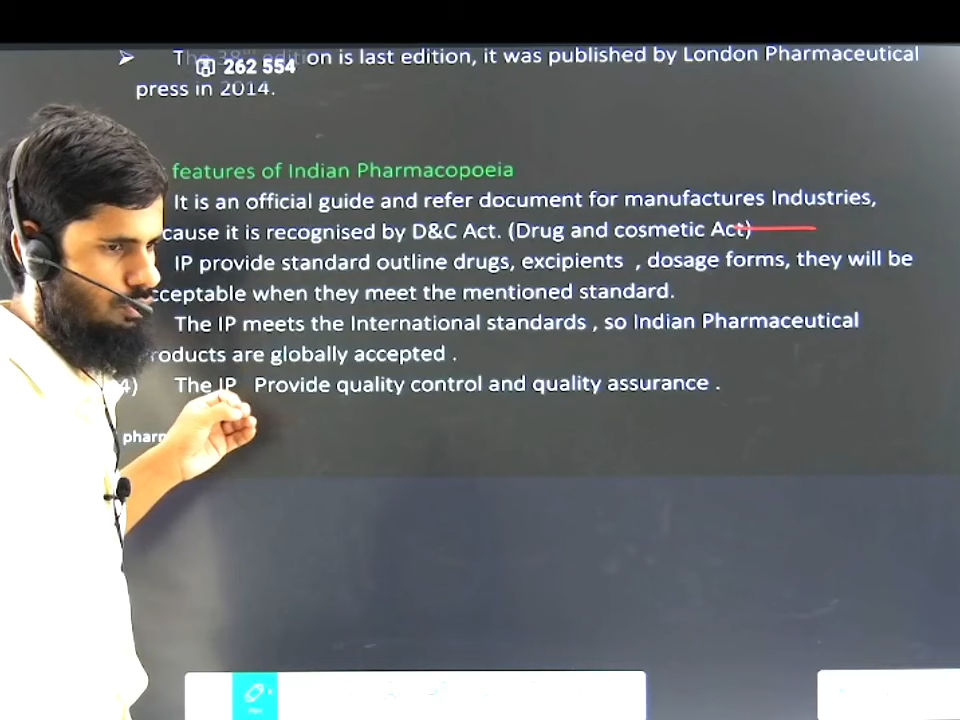 ➤ The 38th edition is last edition, it was published by London Pharmaceutical
262 554
press in 2014.
features of Indian Pharmacopoeia
It is an official guide and refer document for manufactures Industries,
cause it is recognised by D&C Act. (Drug and cosmetic Act)
IP provide standard outline drugs, excipients , dosage forms, they will be
cceptable when they meet the mentioned standard.
The IP meets the International standards , so Indian Pharmaceutical
roducts are globally accepted .
4) The IP Provide quality control and quality assurance .
pharm